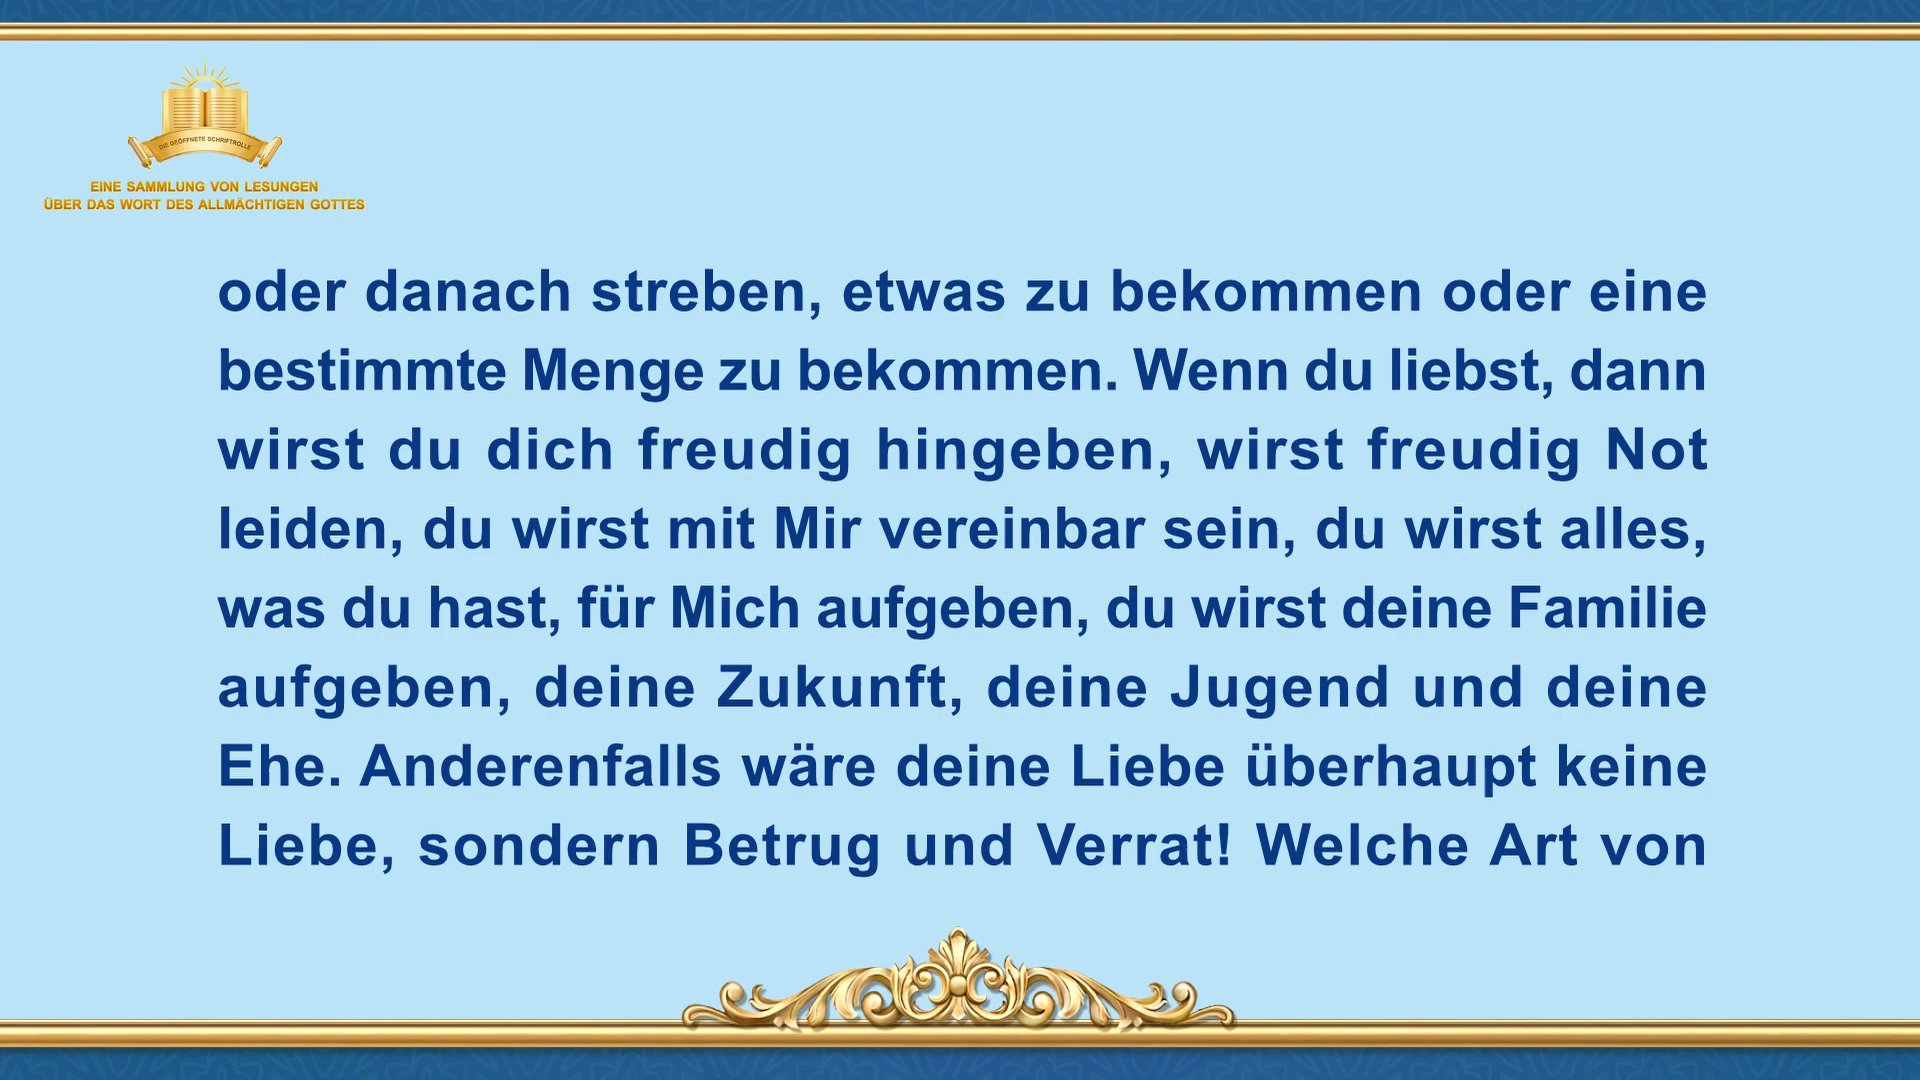 DIE GEÖFFNETE SCHRIFTROLLE
EINE SAMMLUNG VON LESUNGEN
ÜBER DAS WORT DES ALLMÄCHTIGEN GOTTES
oder danach streben, etwas zu bekommen oder eine
bestimmte Menge zu bekommen. Wenn du liebst, dann
wirst du dich freudig hingeben, wirst freudig Not
leiden, du wirst mit Mir vereinbar sein, du wirst alles,
was du hast, für Mich aufgeben, du wirst deine Familie
aufgeben, deine Zukunft, deine Jugend und deine
Ehe. Anderenfalls wäre deine Liebe überhaupt keine
Liebe, sondern Betrug und Verrat! Welche Art von